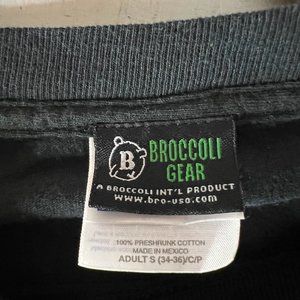 B
BROCCOLI
GEAR
A BROCCOLI INT'L PRODUCT
www.bro-usa.com
100% PRESHRUNK COTTON
MADE IN MEXICO
ADULT S (34-36)/C/P